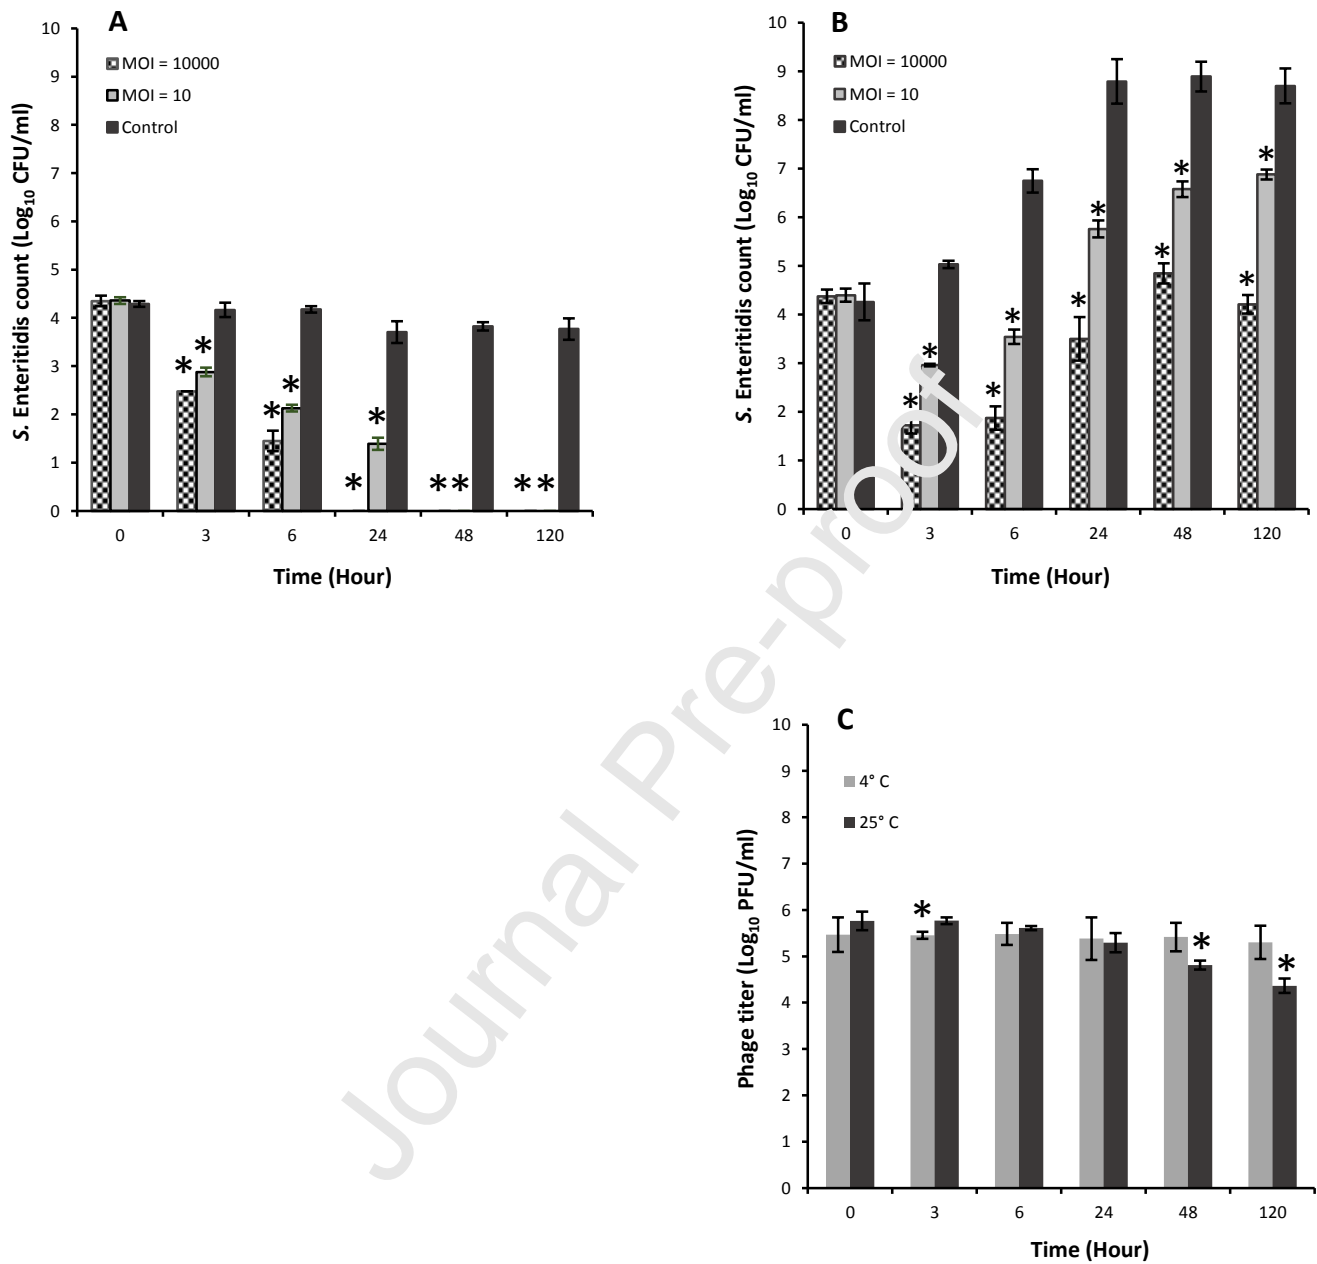 A
10
9
8
7
6
5
4
3
2
1
0
S. Enteritidis count (Log10 CFU/ml)
MOI = 10000
MOI = 10
Control
* * * * * * ** **
0 3 6 24 48 120
Time (Hour)
B
10
9
8
7
6
5
4
3
2
1
0
S. Enteritidis count (Log10 CFU/ml)
MOI = 10000
MOI = 10
Control
* * * * * * * * * *
0 3 6 24 48 120
Time (Hour)
C
10
9
8
7
6
5
4
3
2
1
0
Phage titer (Log10 PFU/ml)
4° C
25° C
* * *
0 3 6 24 48 120
Time (Hour)
Journal Pre-proof